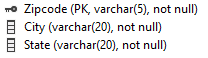 Zipcode (PK, varchar(5), not null)
City (varchar(20), not null)
State (varchar(20), not null)